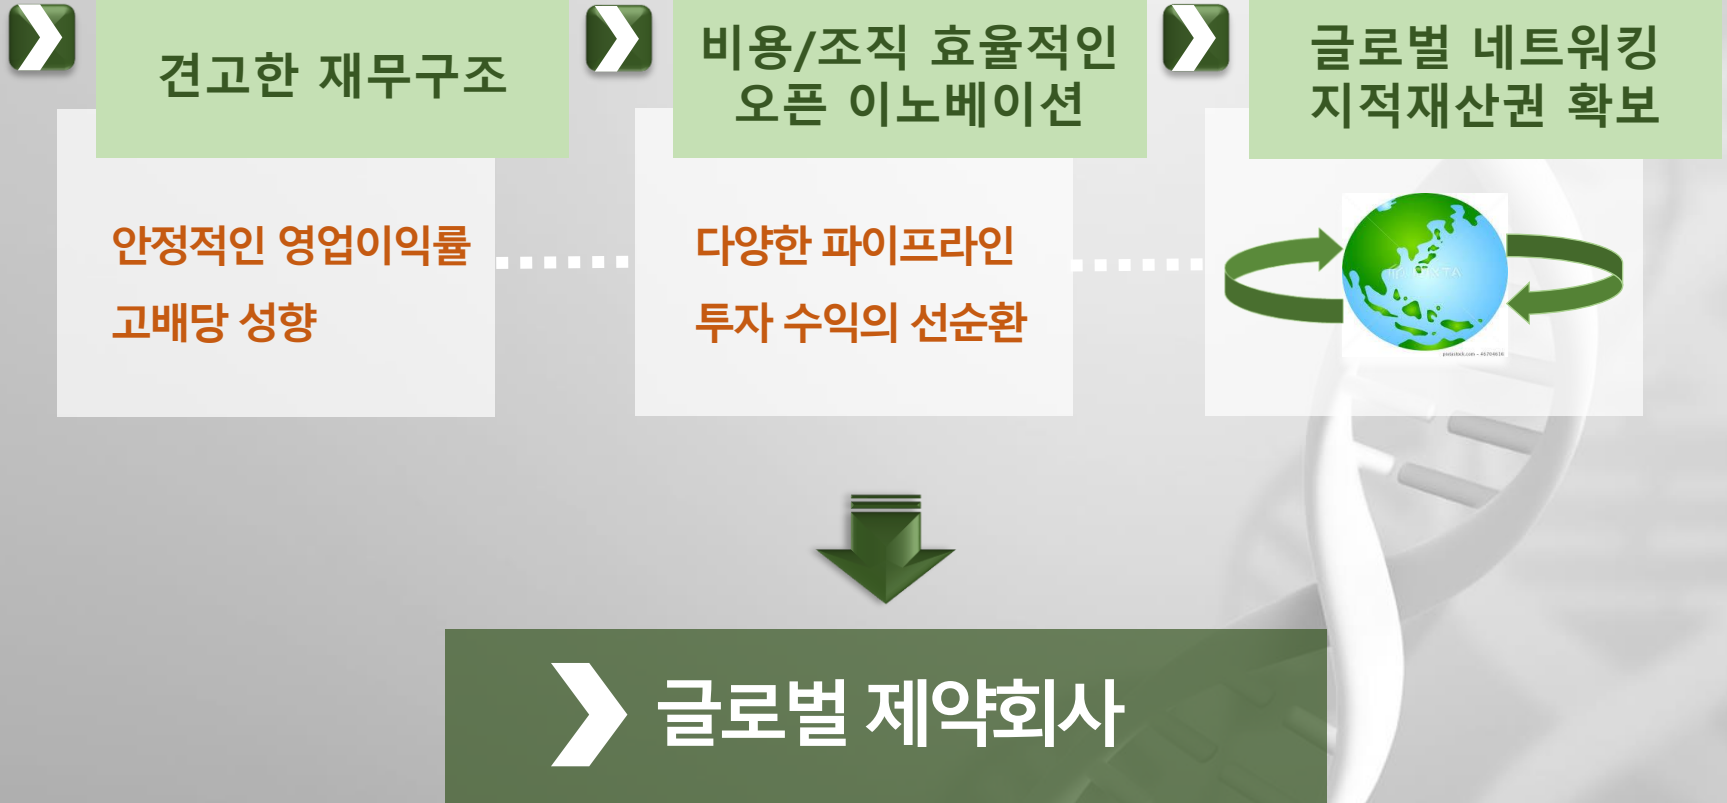 견고한 재무구조
안정적인 영업이익률
고배당 성향
비용/조직 효율적인
오픈 이노베이션
다양한 파이프라인
투자 수익의 선순환
글로벌 네트워킹
지적재산권 확보
글로벌 제약회사